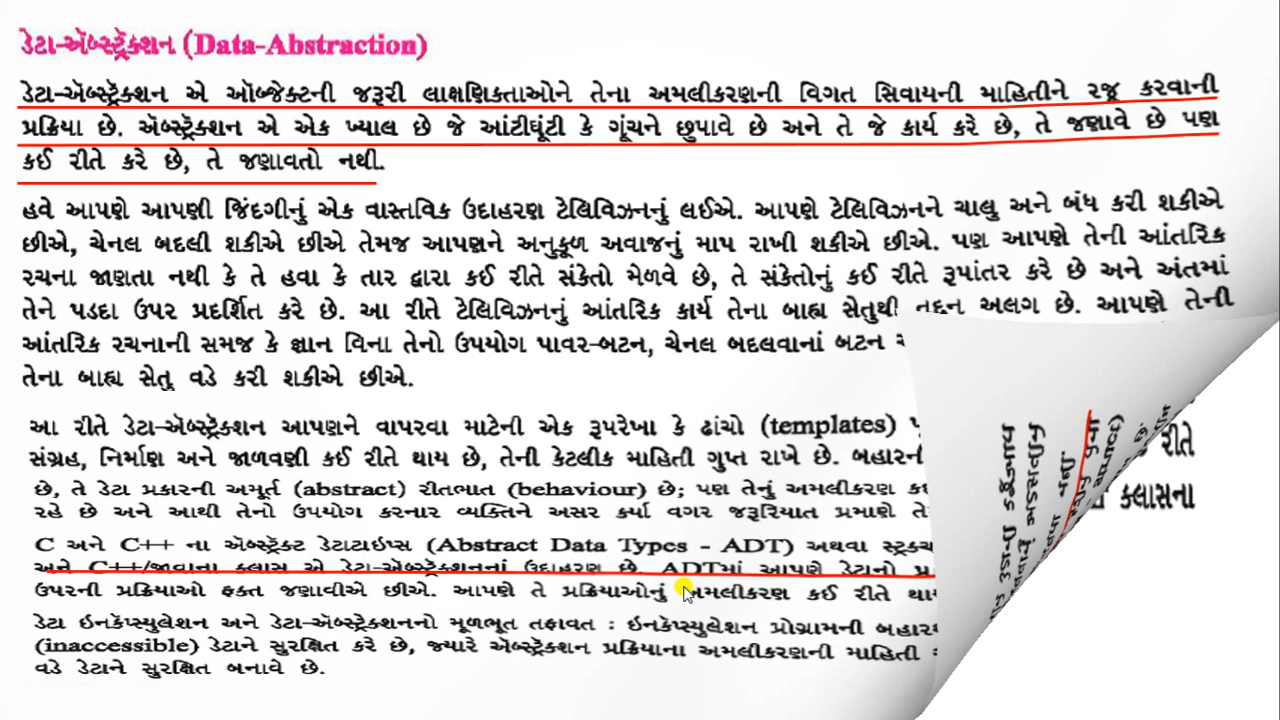 ડેટા-ઍબ્સ્ટ્રૅક્શન (Data-Abstraction)
ડેટા-ઍબ્સ્ટ્રૅક્શન એ ઑબ્જેક્ટની જરૂરી લાક્ષણિકતાઓને તેના અમલીકરણની વિગત સિવાયની માહિતીને રજૂ કરવાની
પ્રક્રિયા છે. ઍબ્સ્ટ્રૅક્શન એ એક ખ્યાલ છે જે આંટીઘૂંટી કે ગૂંચને છુપાવે છે અને તે જે કાર્ય કરે છે, તે જણાવે છે પણ
કઈ રીતે કરે છે, તે જણાવતો નથી.
હવે આપણે આપણી જિંદગીનું એક વાસ્તવિક ઉદાહરણ ટેલિવિઝનનું લઈએ. આપણે ટેલિવિઝનને ચાલુ અને બંધ કરી શકીએ
છીએ, ચેનલ બદલી શકીએ છીએ તેમજ આપણને અનુકૂળ અવાજનું માપ રાખી શકીએ છીએ. પણ આપણે તેની આંતરિક
રચના જાણતા નથી કે તે હવા કે તાર દ્વારા કઈ રીતે સંકેતો મેળવે છે, તે સંકેતોનું કઈ રીતે રૂપાંતર કરે છે અને અંતમાં
તેને પડદા ઉપર પ્રદર્શિત કરે છે. આ રીતે ટેલિવિઝનનું આંતરિક કાર્ય તેના બાહ્ય સેતુથી તદ્દન અલગ છે. આપણે તેની
આંતરિક રચનાની સમજ કે જ્ઞાન વિના તેનો ઉપયોગ પાવર-બટન, ચેનલ બદલવાનાં બટન
તેના બાહ્ય સેતુ વડે કરી શકીએ છીએ.
આ રીતે ડેટા-ઍબ્સ્ટ્રૅક્શન આપણને વાપરવા માટેની એક રૂપરેખા કે ઢાંચો (templates)
રીતે
સંગ્રહ, નિર્માણ અને જાળવણી કઈ રીતે થાય છે, તેની કેટલીક માહિતી ગુપ્ત રાખે છે. બહારની
ક્લાસના
છે, તે ડેટા પ્રકારની અમૂર્ત (abstract) રીતભાત (behaviour) છે; પણ તેનું અમલીકરણ
રહે છે અને આથી તેનો ઉપયોગ કરનાર વ્યક્તિને અસર કર્યા વગર જરૂરિયાત પ્રમાણે
C અને C++ ના ઍબ્સ્ટ્રૅક્ટ ડેટાટાઇપ્સ (Abstract Data Types - ADT) અથવા
અને C++/જાવાના ક્લાસ એ ડેટા-ઍબ્સ્ટ્રૅક્શનનાં ઉદાહરણ છે. ADTમાં આપણે ડેટાનો
ઉપરની પ્રક્રિયાઓ ફક્ત જણાવીએ છીએ. આપણે તે પ્રક્રિયાઓનું અમલીકરણ કઈ રીતે
ડેટા ઇનકૅપ્સ્યુલેશન અને ડેટા-ઍબ્સ્ટ્રેક્શનનો મૂળભૂત તફાવત : ઇનકૅપ્સ્યુલેશન પ્રોગ્રામની
(inaccessible) ડેટાને સુરક્ષિત કરે છે, જ્યારે ઍબ્સ્ટ્રૅક્શન પ્રક્રિયાના અમલીકરણની માહિતી
વડે ડેટાને સુરક્ષિત બનાવે છે.